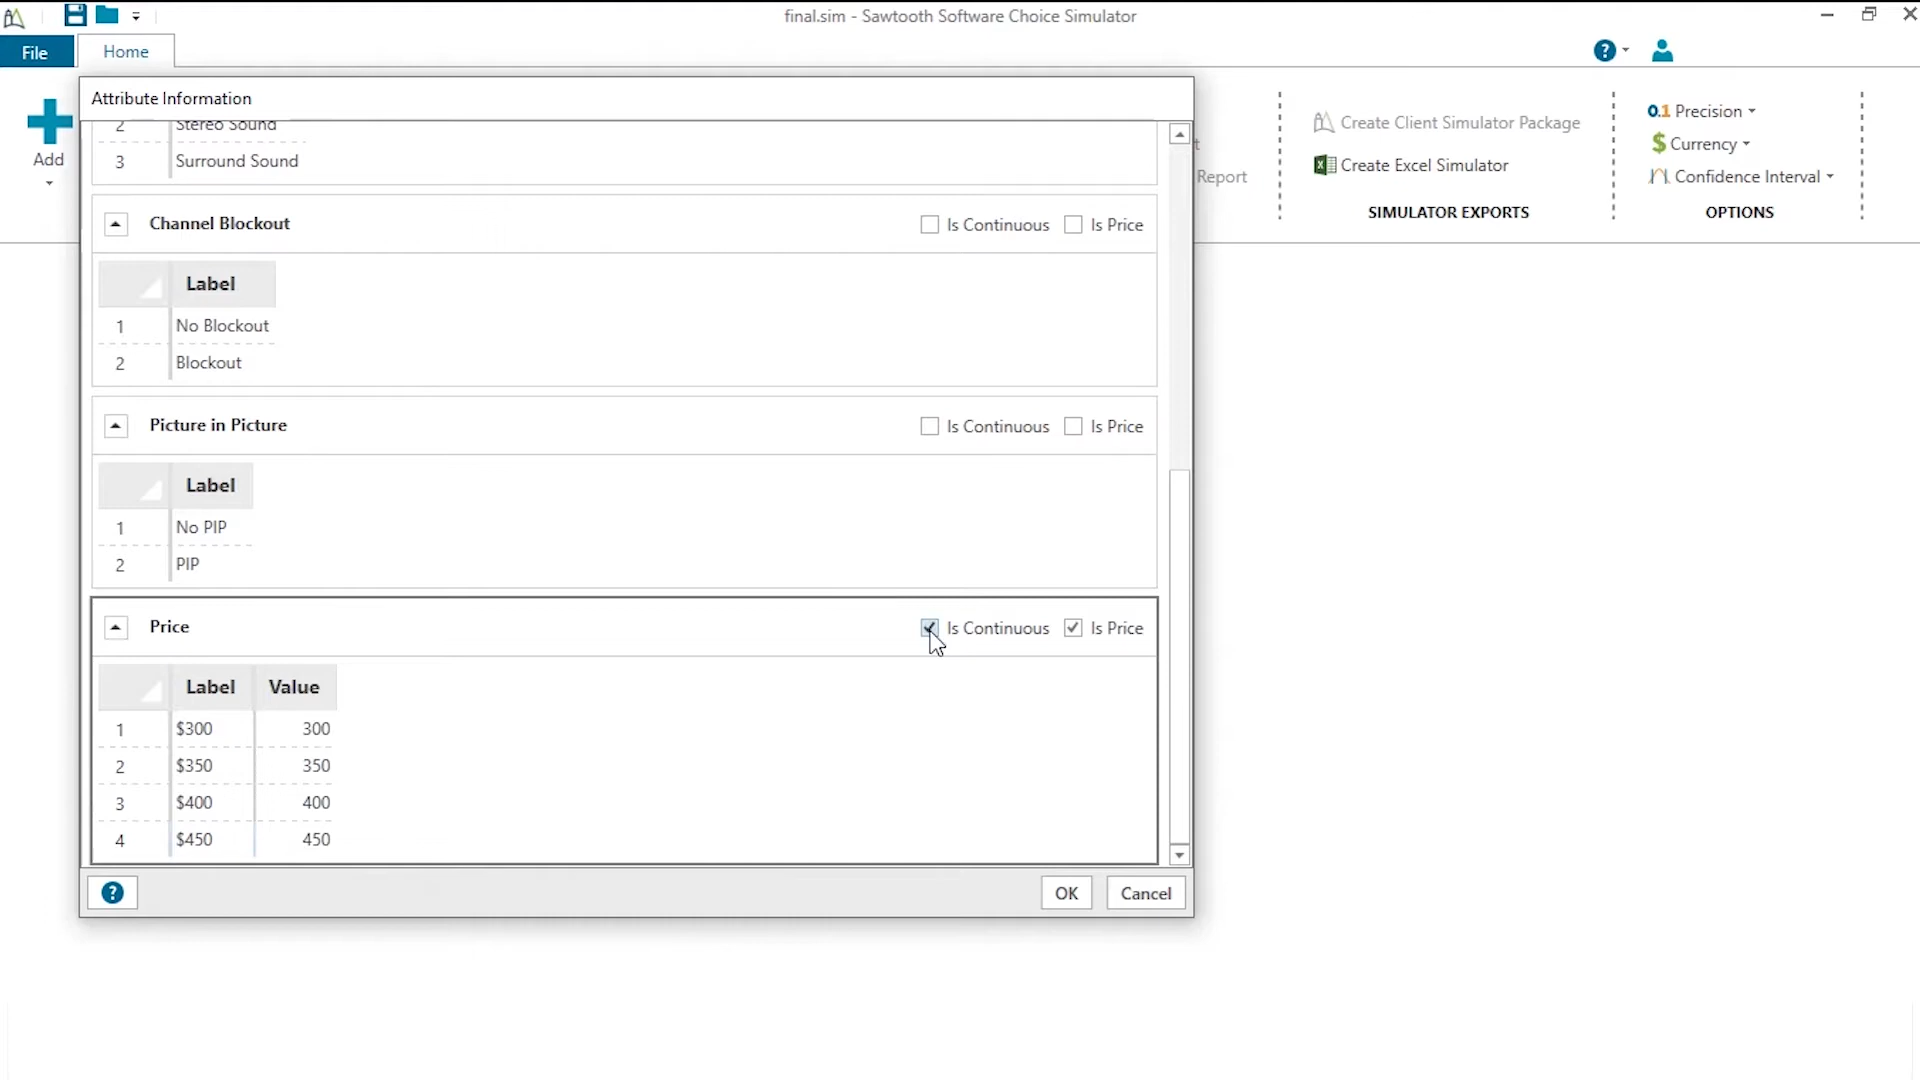 final.sim - Sawtooth Software Choice Simulator
File
Home
?
Add
Attribute Information
2 Stereo Sound
3 Surround Sound
Channel Blockout
Is Continuous
Is Price
Label
1 No Blockout
2 Blockout
Picture in Picture
Is Continuous
Is Price
Label
1 No PIP
2 PIP
Price
Is Continuous
Is Price
Label Value
1 $300 300
2 $350 350
3 $400 400
4 $450 450
?
OK
Cancel
t
Report
Create Client Simulator Package
Create Excel Simulator
SIMULATOR EXPORTS
0.1 Precision
$ Currency
Confidence Interval
OPTIONS